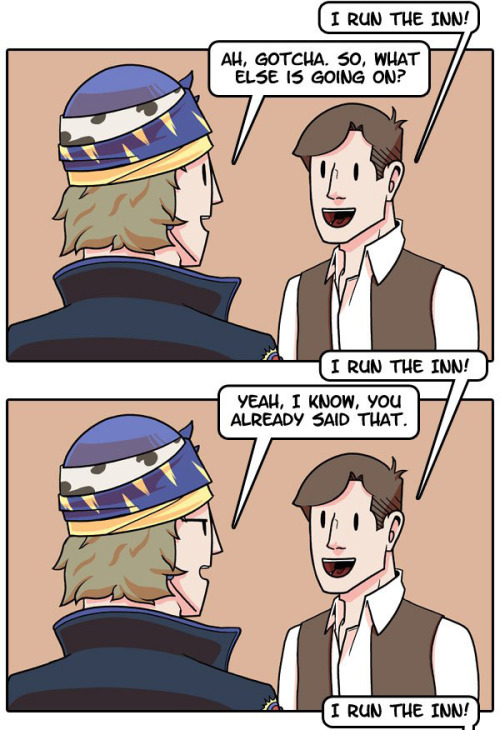 I RUN THE INN!
AH, GOTCHA. SO, WHAT
ELSE IS GOING ON?
I RUN THE INN!
YEAH, I KNOW, YOU
ALREADY SAID THAT.
I RUN THE INN!